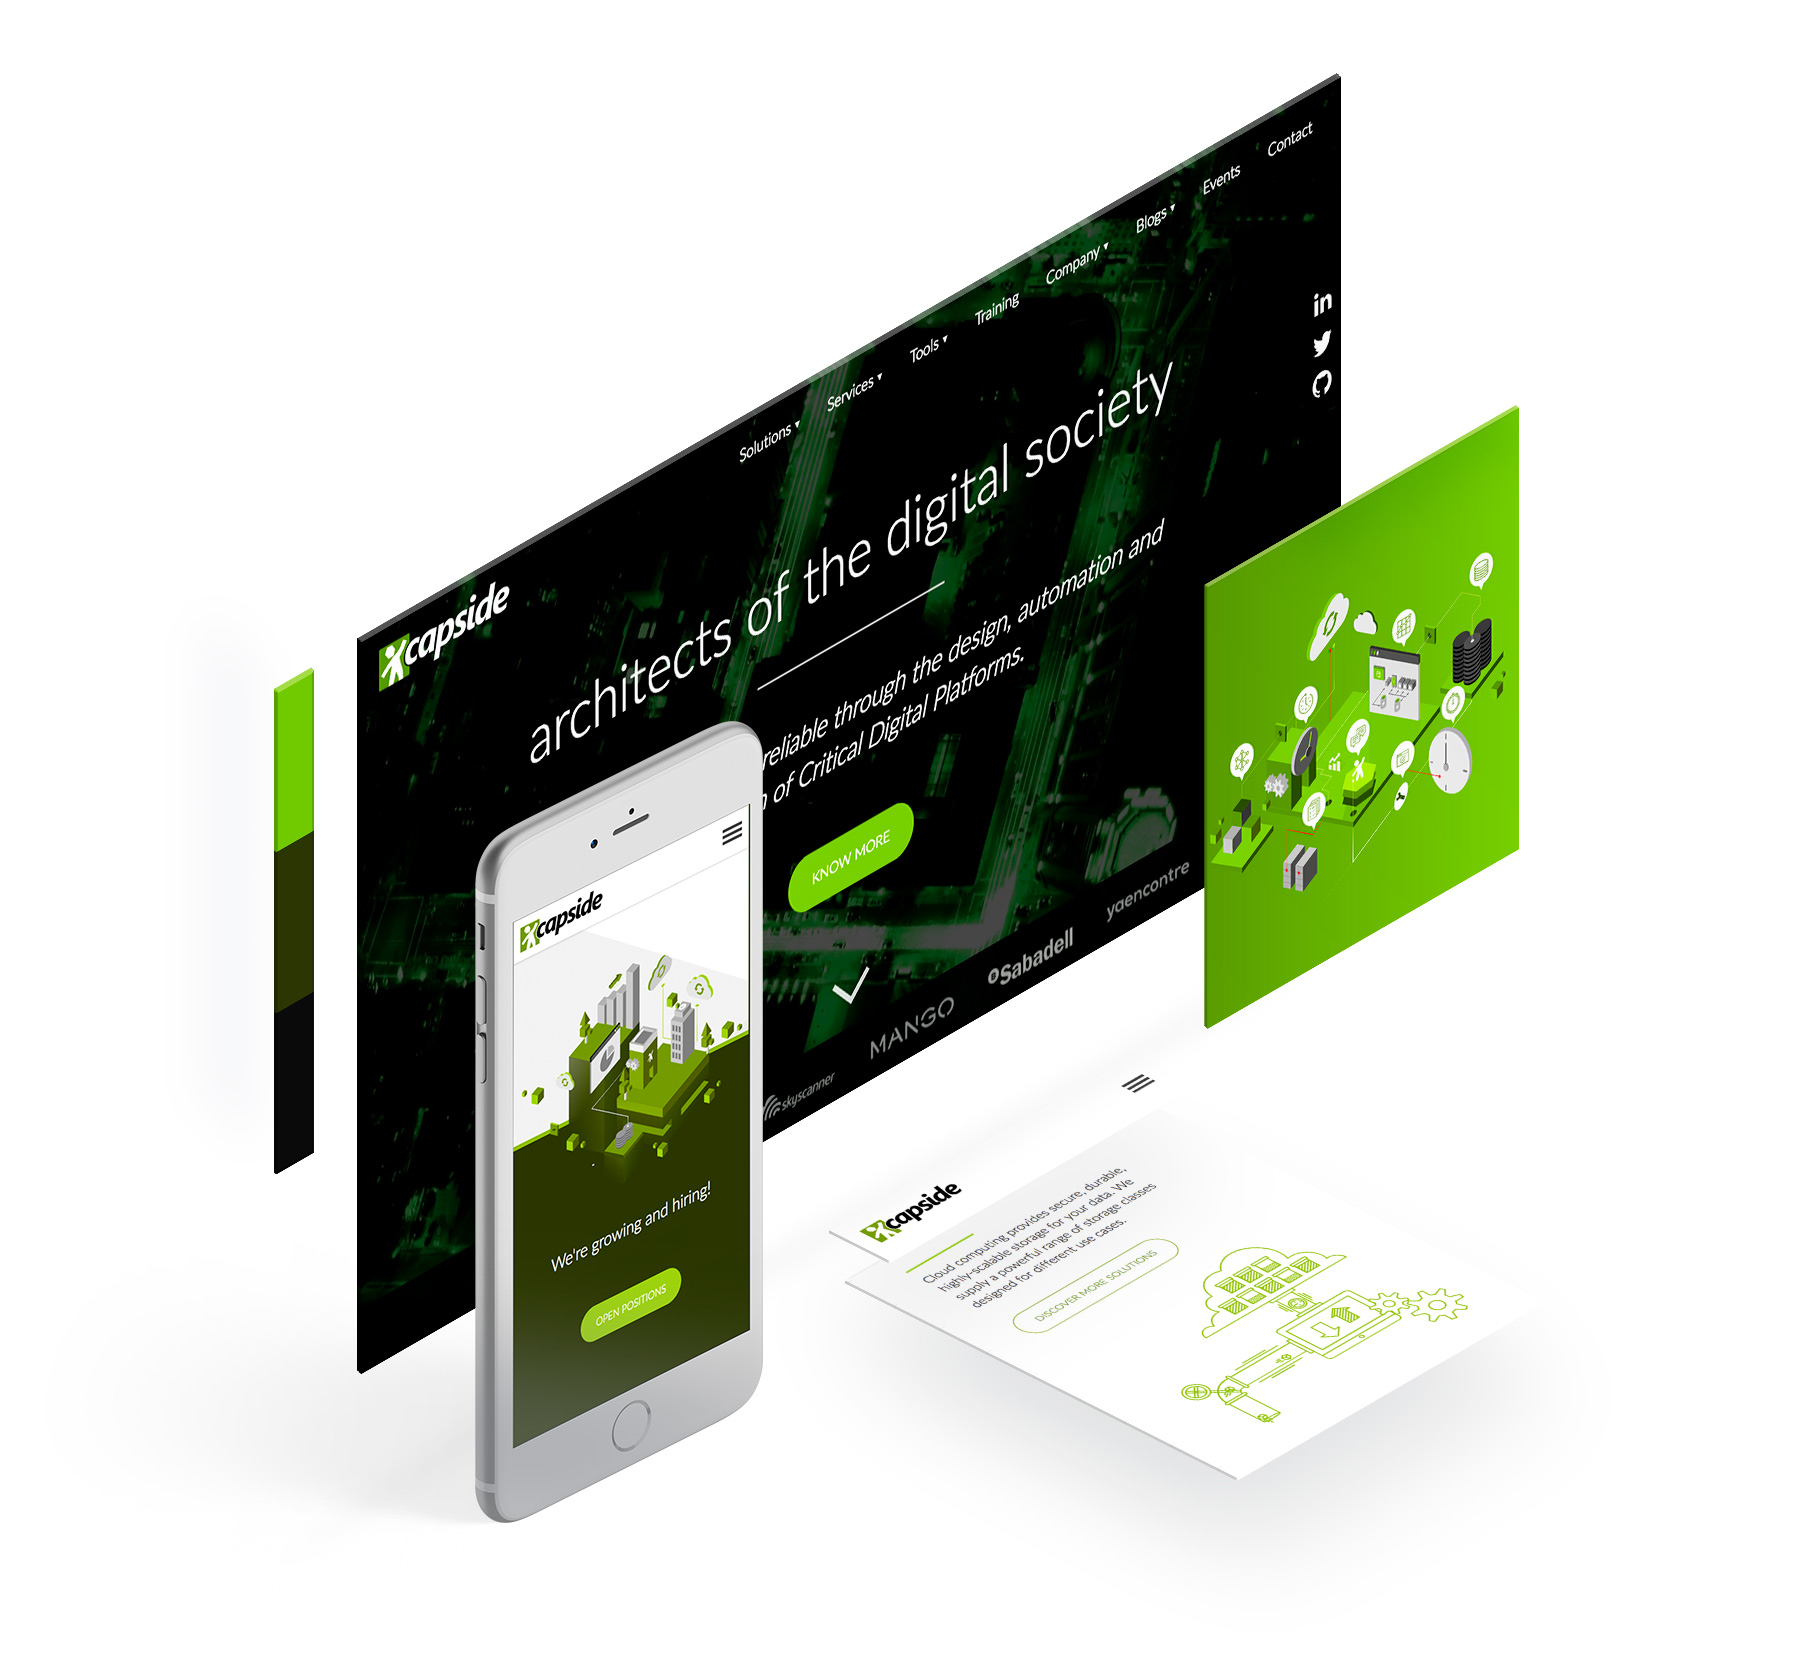 Solutions
Services
Tools
Training
Company
Blogs
Events
Contact
capside
architects of the digital society
reliable through the design, automation and
of Critical Digital Platforms.
KNOW MORE
skyscanner
MANGO
Sabadell
yaencontre
capside
We're growing and hiring!
OPEN POSITIONS
capside
Cloud computing provides secure, durable,
highly-scalable storage for your data. We
supply a powerful range of storage classes
designed for different use cases.
DISCOVER MORE SOLUTIONS